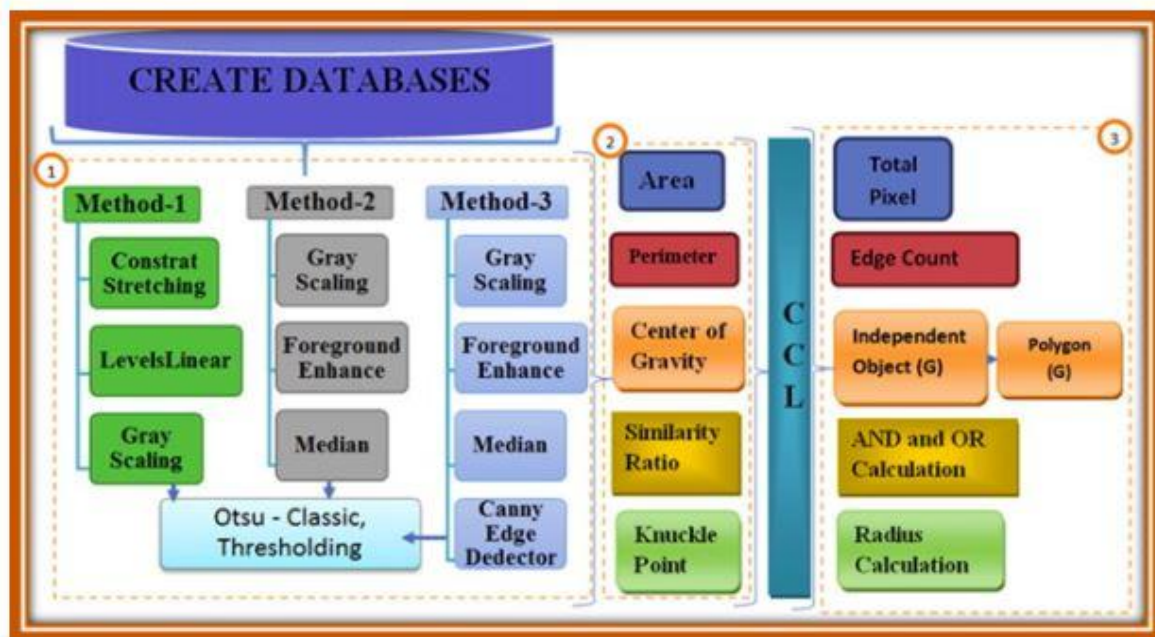 CREATE DATABASES
1
Method-1
Constrat
Stretching
LevelsLinear
Gray
Scaling
Method-2
Gray
Scaling
Foreground
Enhance
Median
Method-3
Gray
Scaling
Foreground
Enhance
Median
Canny
Edge
Dedector
Otsu - Classic,
Thresholding
2
Area
Perimeter
Center of
Gravity
Similarity
Ratio
Knuckle
Point
C
C
L
3
Total
Pixel
Edge Count
Independent
Object (G)
Polygon
(G)
AND and OR
Calculation
Radius
Calculation